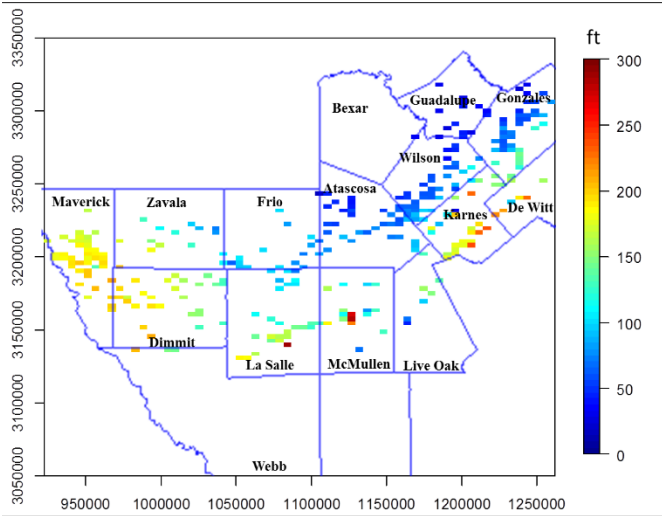 ft
3350000
3300000
3250000
3200000
3150000
3100000
3050000
300
250
200
150
100
50
0
Bexar
Guadalupe
Gonzales
Wilson
Atascosa
Maverick
Zavala
Frio
Karnes
De Witt
Dimmit
La Salle
McMullen
Live Oak
Webb
950000
1000000
1050000
1100000
1150000
1200000
1250000